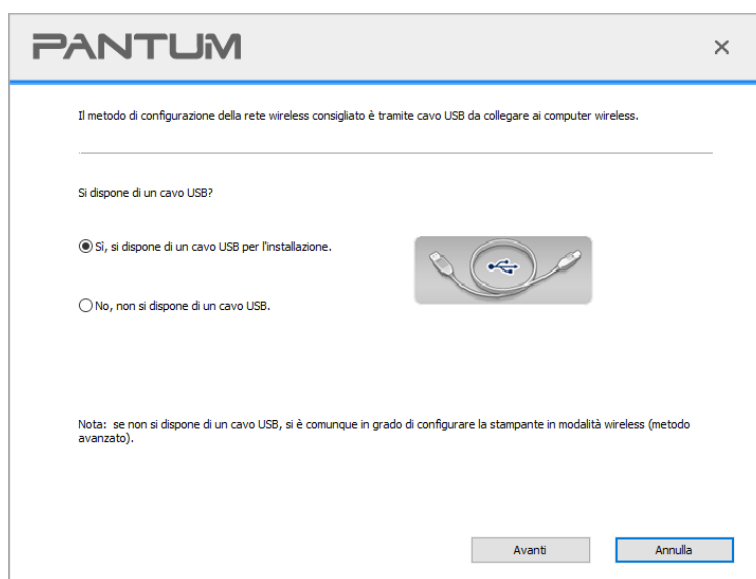 PANTUM
Il metodo di configurazione della rete wireless consigliato è tramite cavo USB da collegare ai computer wireless.
Si dispone di un cavo USB?
Sì, si dispone di un cavo USB per l'installazione.
No, non si dispone di un cavo USB.
Nota: se non si dispone di un cavo USB, si è comunque in grado di configurare la stampante in modalità wireless (metodo
avanzato).
Avanti
Annulla